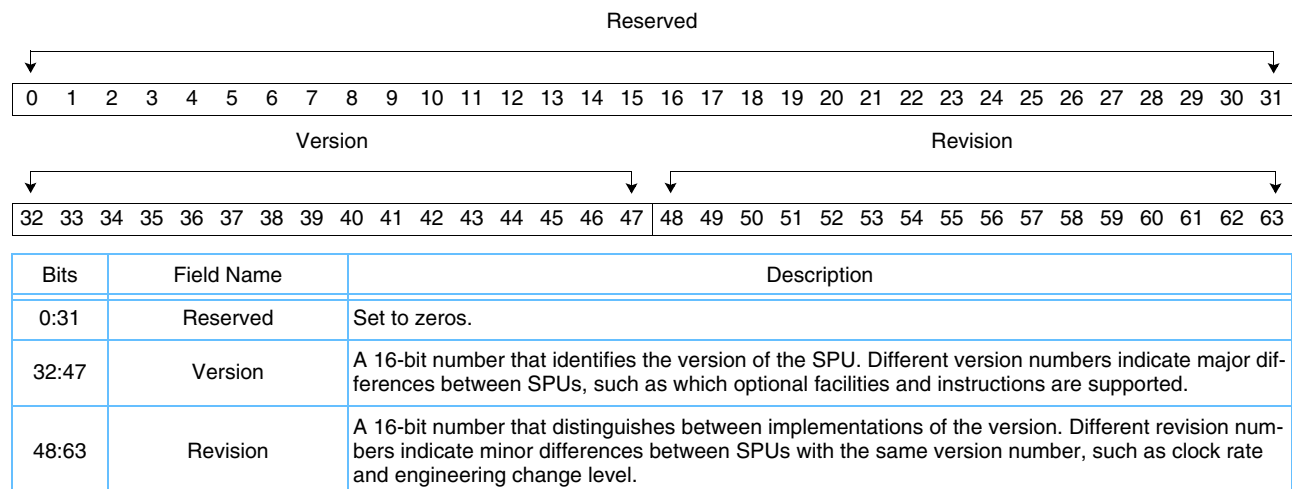 Reserved
0 1 2 3 4 5 6 7 8 9 10 11 12 13 14 15 16 17 18 19 20 21 22 23 24 25 26 27 28 29 30 31
Version Revision
32 33 34 35 36 37 38 39 40 41 42 43 44 45 46 47 48 49 50 51 52 53 54 55 56 57 58 59 60 61 62 63
Bits Field Name Description
0:31 Reserved Set to zeros.
32:47 Version A 16-bit number that identifies the version of the SPU. Different version numbers indicate major dif-
ferences between SPUs, such as which optional facilities and instructions are supported.
48:63 Revision A 16-bit number that distinguishes between implementations of the version. Different revision num-
bers indicate minor differences between SPUs with the same version number, such as clock rate
and engineering change level.